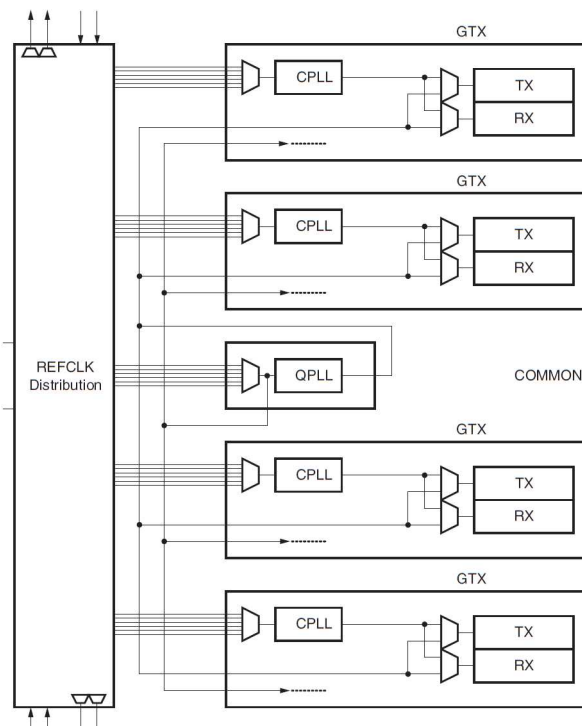 GTX
CPLL
TX
RX
GTX
CPLL
TX
RX
REFCLK
Distribution
QPLL
COMMON
GTX
CPLL
TX
RX
GTX
CPLL
TX
RX